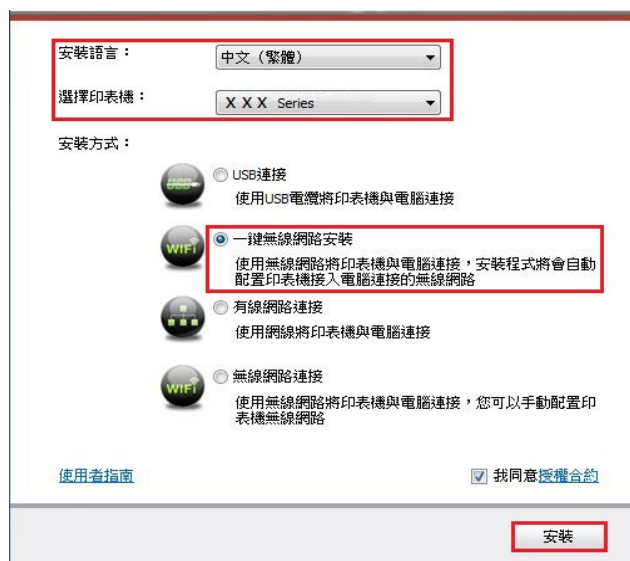 安裝語言：
中文（繁體）
選擇印表機：
X X X Series
安裝方式：
USB
USB連接
使用USB電纜將印表機與電腦連接
WIFI
一鍵無線網路安裝
使用無線網路將印表機與電腦連接，安裝程式將會自動
配置印表機接入電腦連接的無線網路
有線網路連接
使用網線將印表機與電腦連接
WIFI
無線網路連接
使用無線網路將印表機與電腦連接，您可以手動配置印
表機無線網路
使用者指南
我同意授權合約
安裝